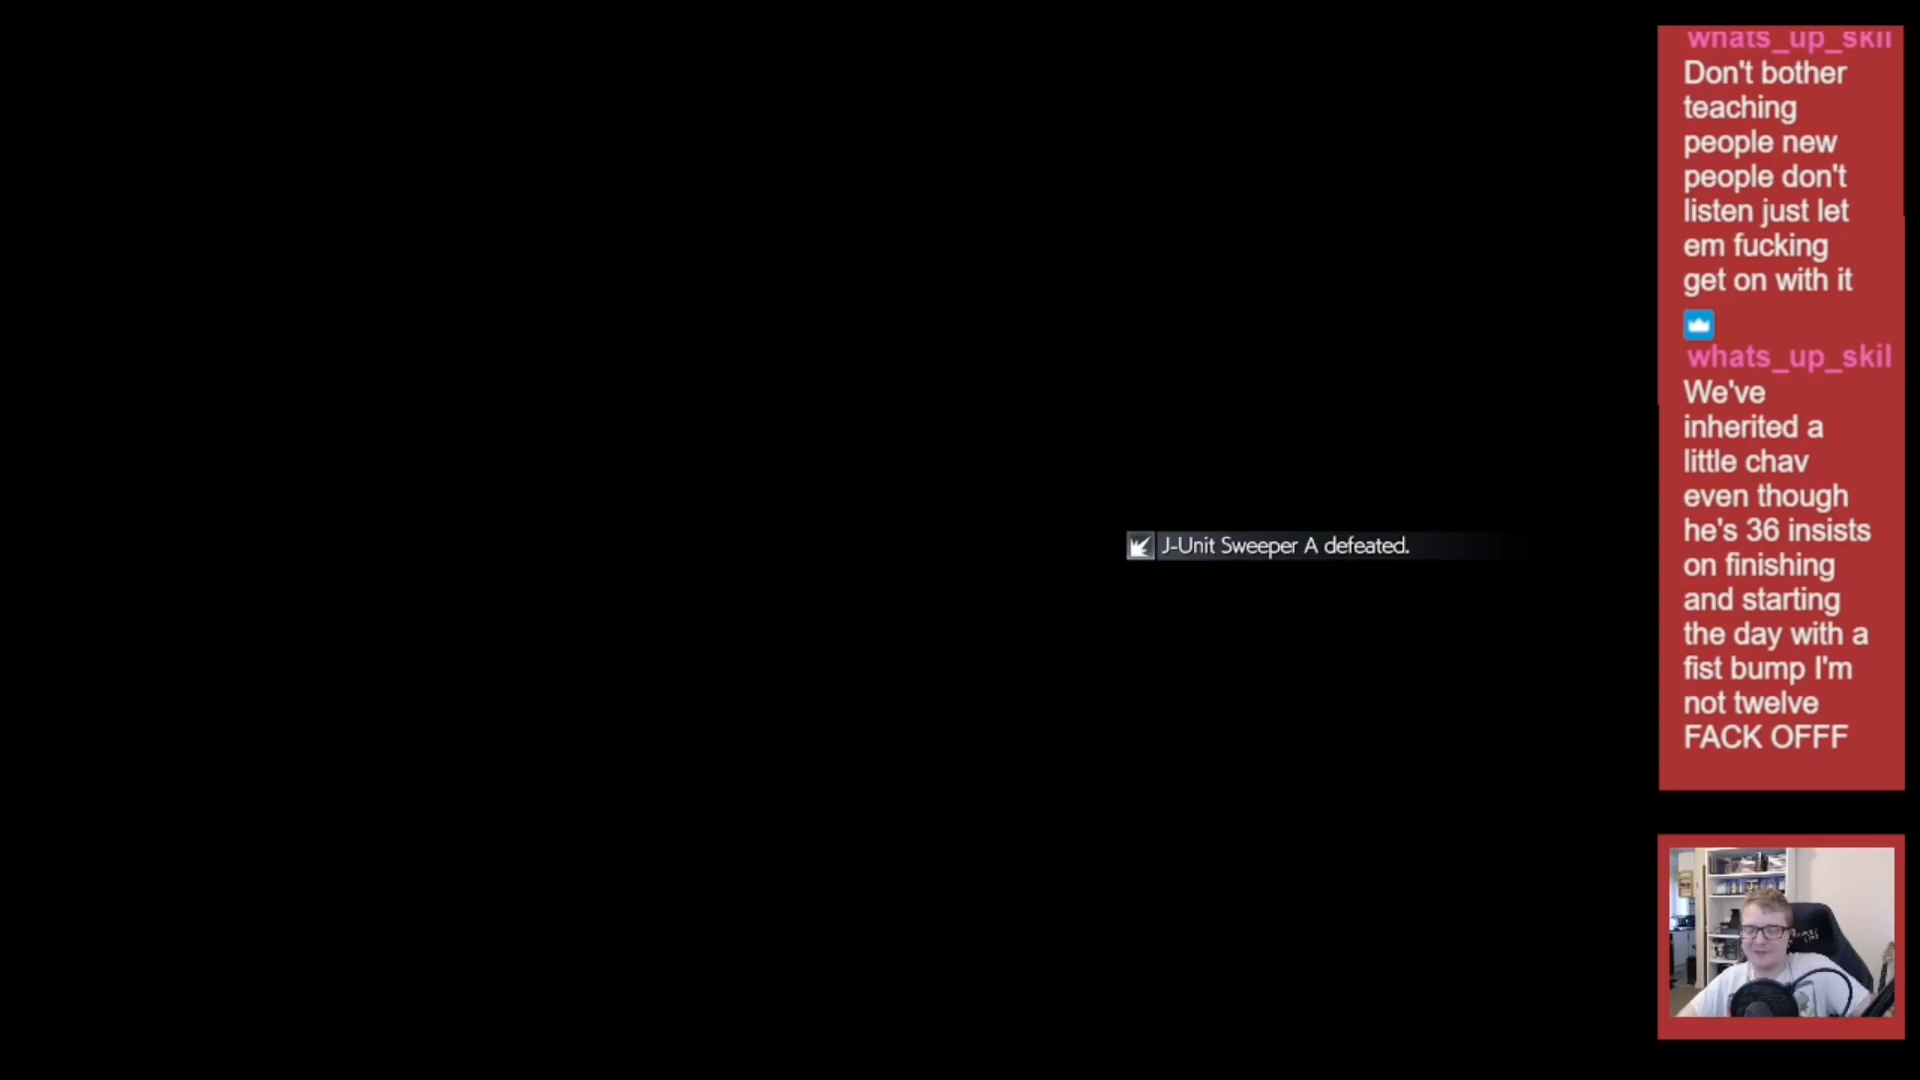 whats_up_skil
Don't bother
teaching
people new
people don't
listen just let
em fucking
get on with it
whats_up_skil
We've
inherited a
little chav
even though
he's 36 insists
on finishing
and starting
the day with a
fist bump I'm
not twelve
FACK OFFF
J-Unit Sweeper A defeated.